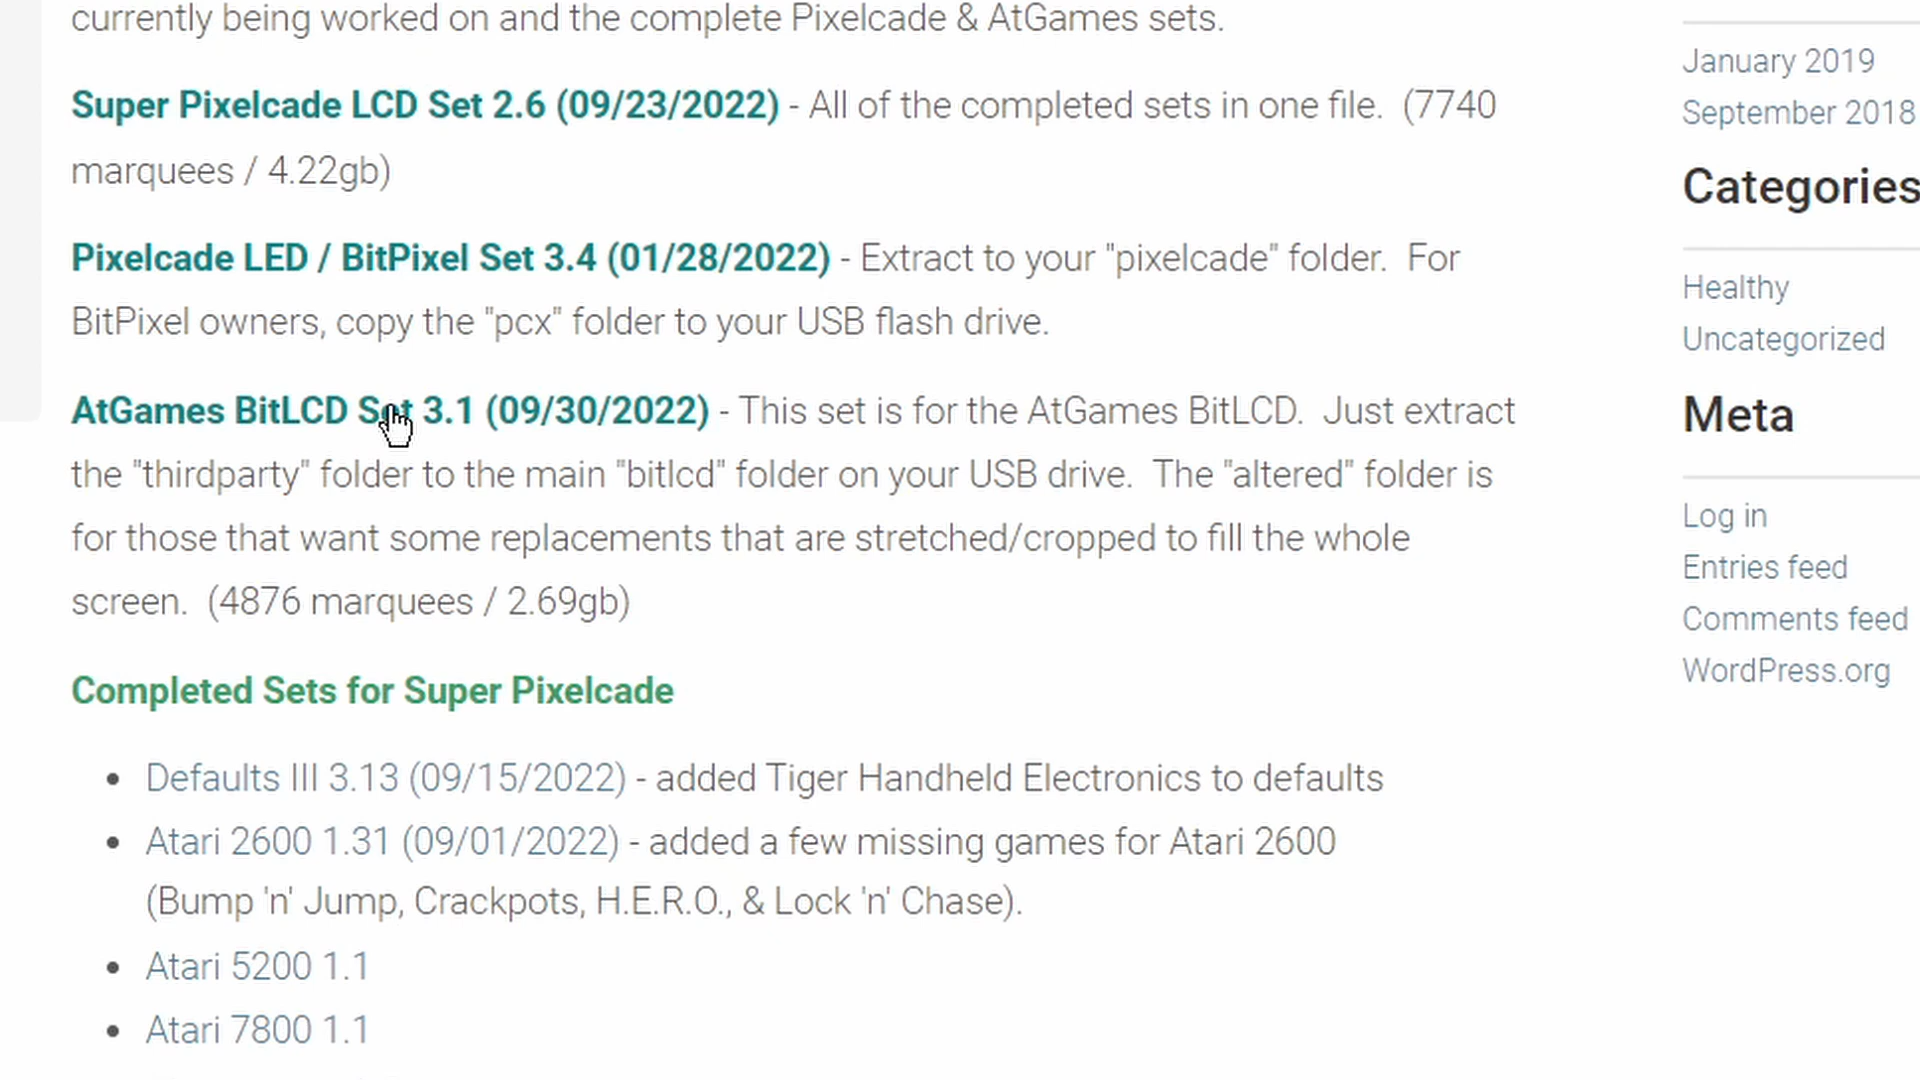 currently being worked on and the complete Pixelcade & AtGames sets.
Super Pixelcade LCD Set 2.6 (09/23/2022) - All of the completed sets in one file.  (7740
marquees / 4.22gb)
Pixelcade LED / BitPixel Set 3.4 (01/28/2022) - Extract to your "pixelcade" folder.  For
BitPixel owners, copy the "pcx" folder to your USB flash drive.
AtGames BitLCD Set 3.1 (09/30/2022) - This set is for the AtGames BitLCD.  Just extract
the "thirdparty" folder to the main "bitlcd" folder on your USB drive.  The "altered" folder is
for those that want some replacements that are stretched/cropped to fill the whole
screen.  (4876 marquees / 2.69gb)
Completed Sets for Super Pixelcade
• Defaults III 3.13 (09/15/2022) - added Tiger Handheld Electronics to defaults
• Atari 2600 1.31 (09/01/2022) - added a few missing games for Atari 2600
(Bump 'n' Jump, Crackpots, H.E.R.O., & Lock 'n' Chase).
• Atari 5200 1.1
• Atari 7800 1.1
January 2019
September 2018
Categories
Healthy
Uncategorized
Meta
Log in
Entries feed
Comments feed
WordPress.org